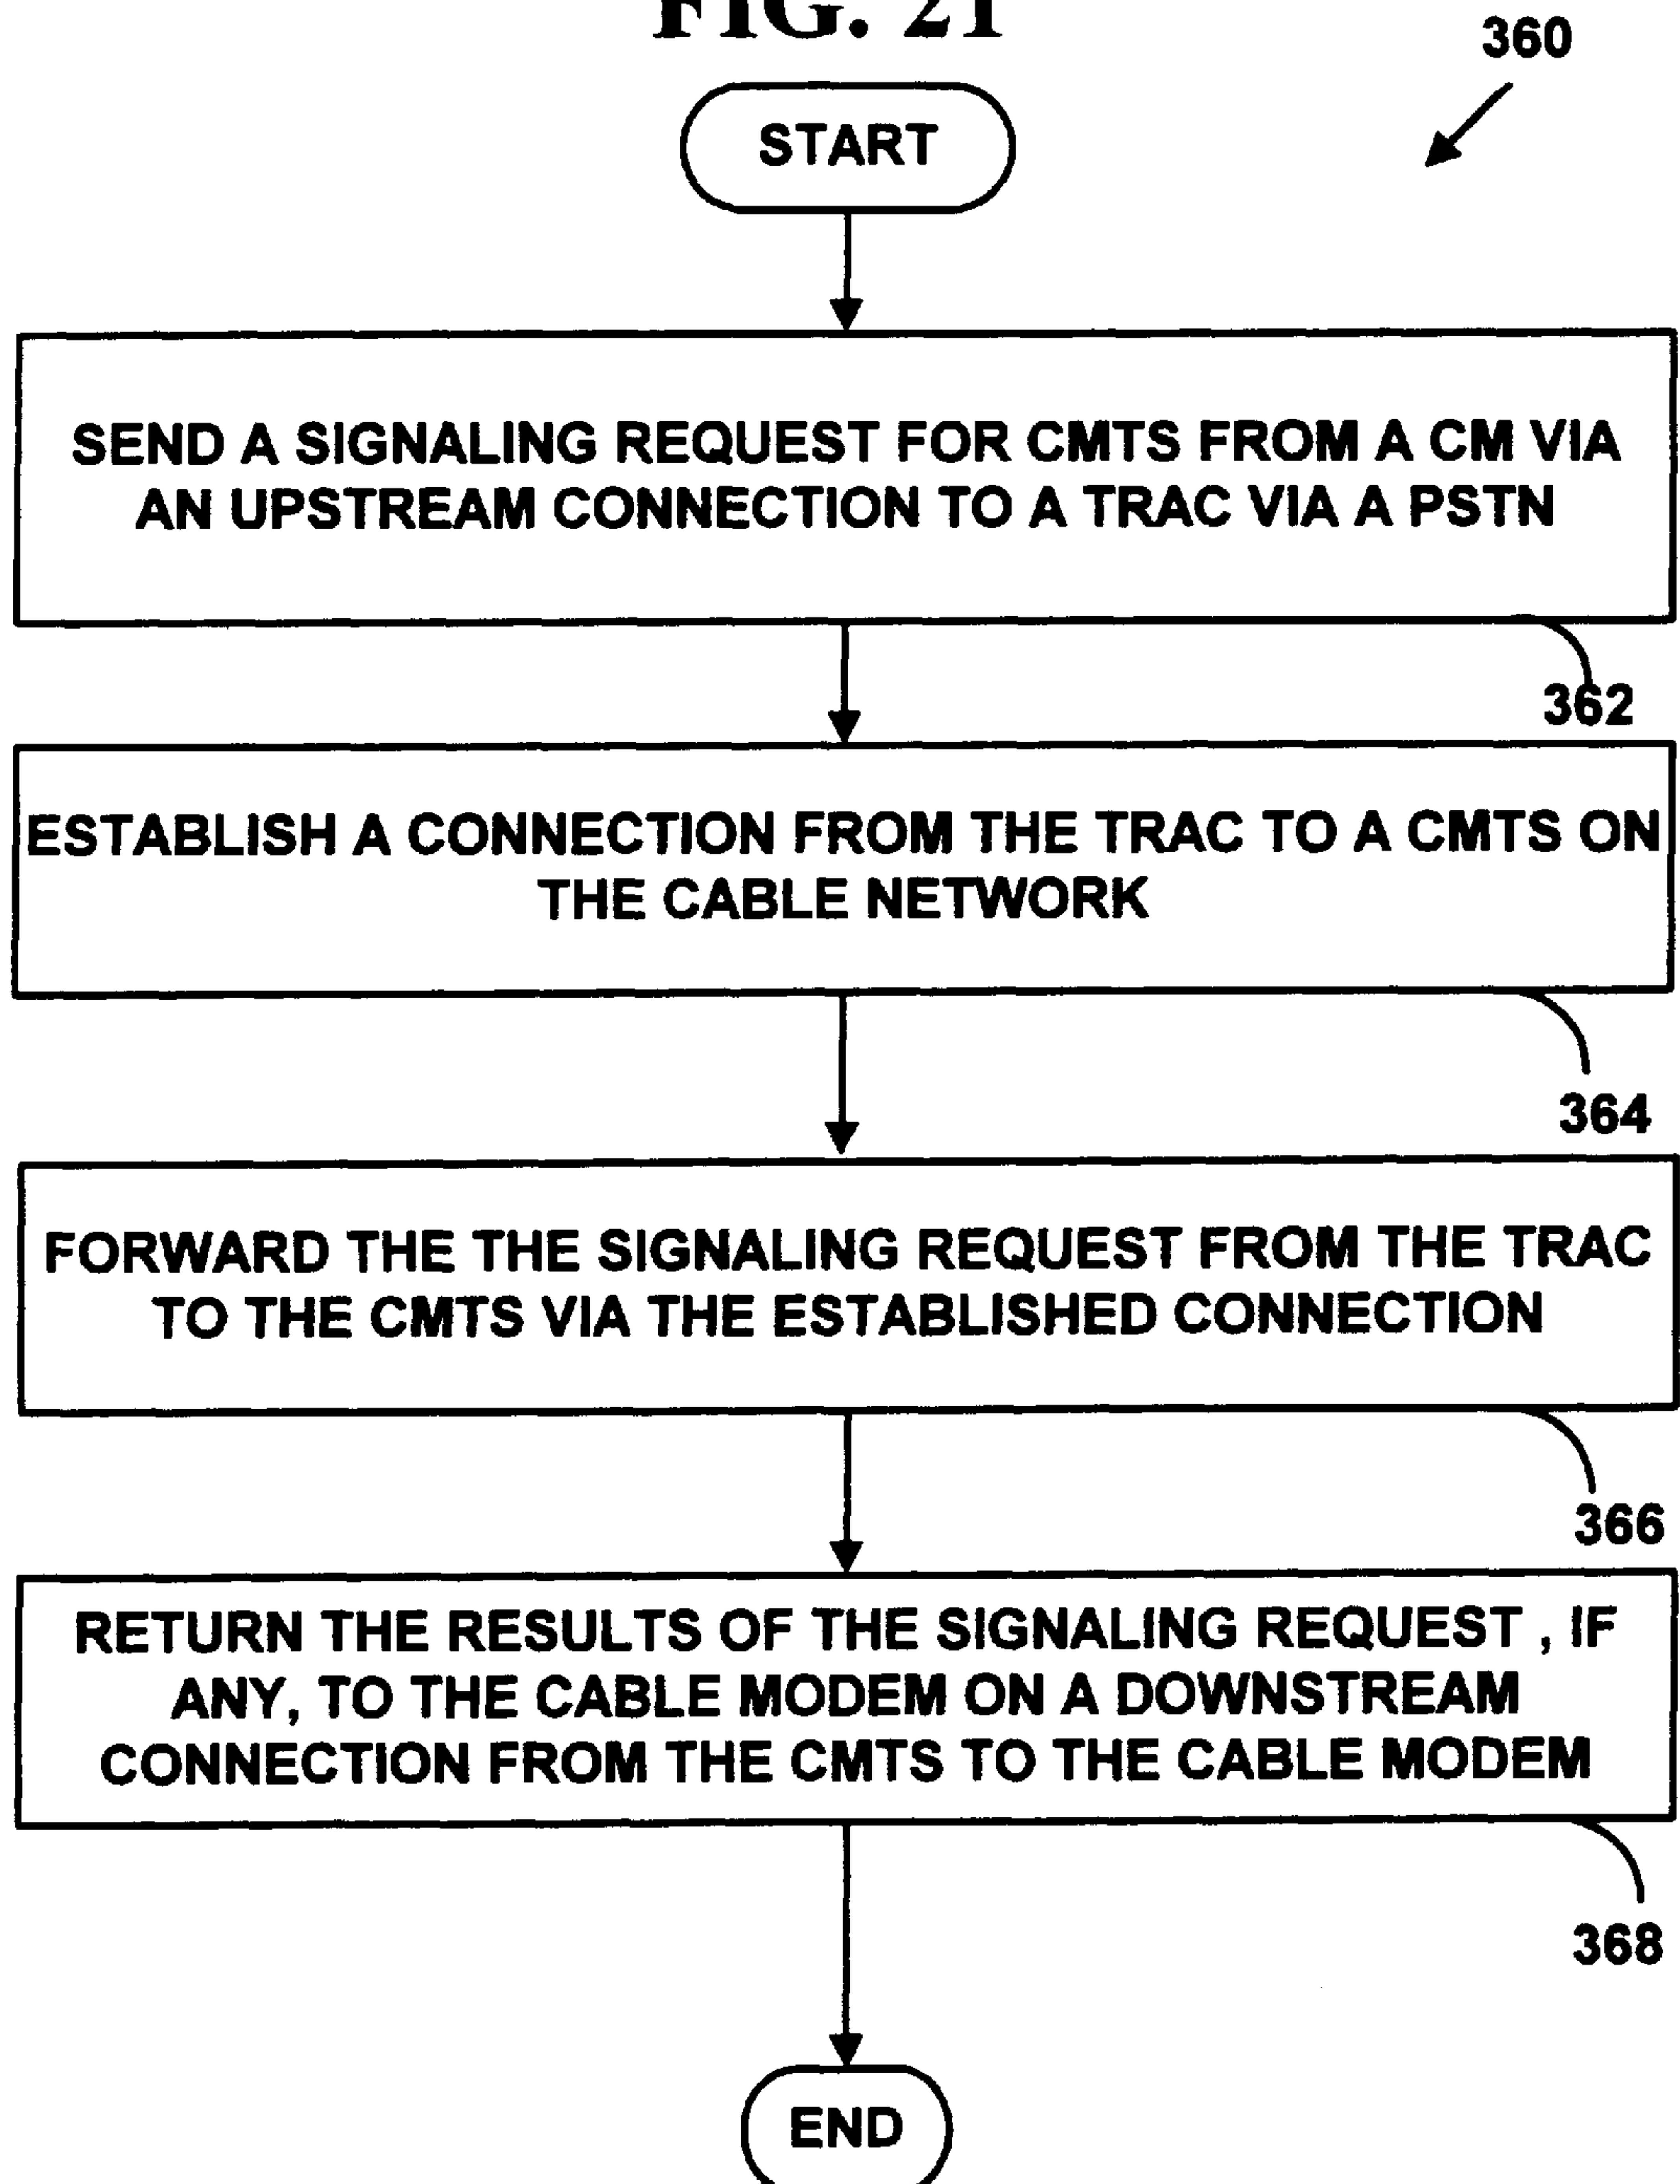 FIG. 21
360
START
SEND A SIGNALING REQUEST FOR CMTS FROM A CM VIA
AN UPSTREAM CONNECTION TO A TRAC VIA A PSTN
362
ESTABLISH A CONNECTION FROM THE TRAC TO A CMTS ON
THE CABLE NETWORK
364
FORWARD THE THE SIGNALING REQUEST FROM THE TRAC
TO THE CMTS VIA THE ESTABLISHED CONNECTION
366
RETURN THE RESULTS OF THE SIGNALING REQUEST , IF
ANY, TO THE CABLE MODEM ON A DOWNSTREAM
CONNECTION FROM THE CMTS TO THE CABLE MODEM
368
END